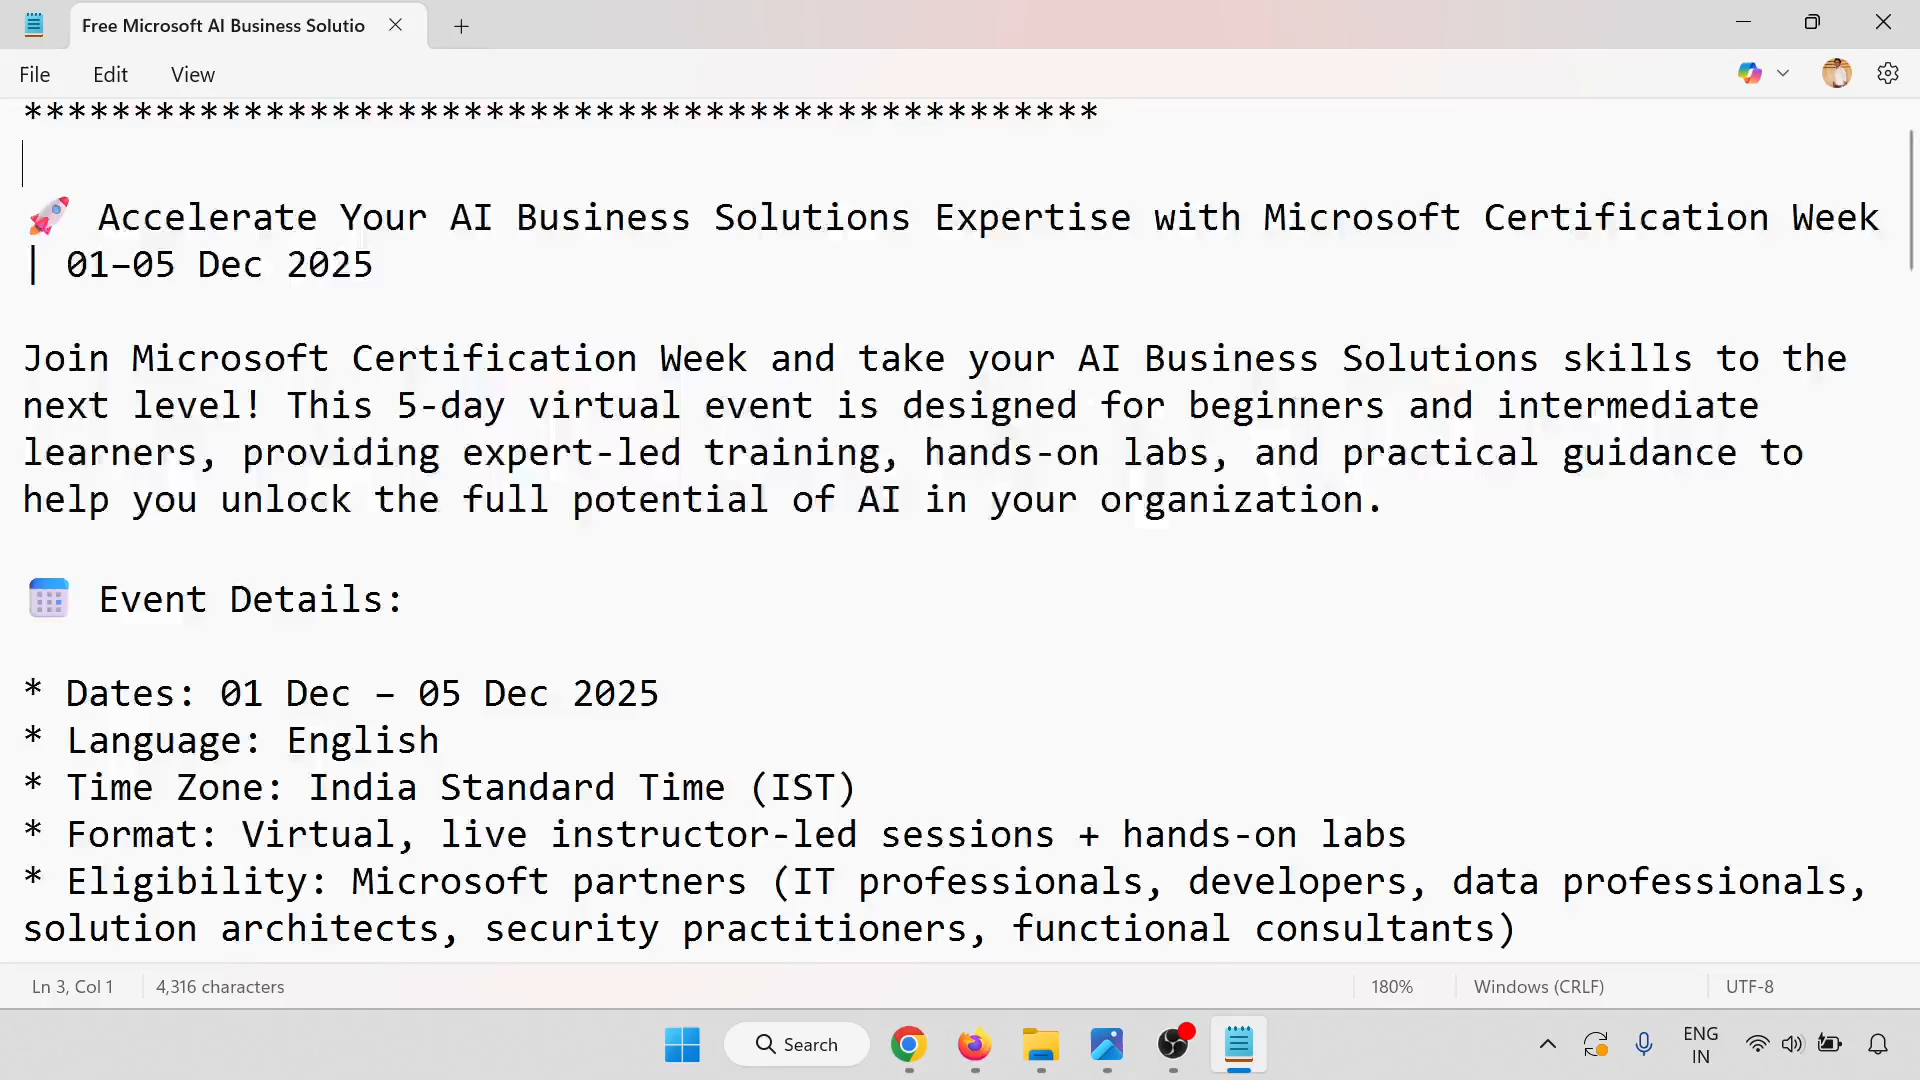 Free Microsoft AI Business Solutio
File Edit View
*************************************************
🚀 Accelerate Your AI Business Solutions Expertise with Microsoft Certification Week
| 01–05 Dec 2025
Join Microsoft Certification Week and take your AI Business Solutions skills to the
next level! This 5-day virtual event is designed for beginners and intermediate
learners, providing expert-led training, hands-on labs, and practical guidance to
help you unlock the full potential of AI in your organization.
📅 Event Details:
* Dates: 01 Dec – 05 Dec 2025
* Language: English
* Time Zone: India Standard Time (IST)
* Format: Virtual, live instructor-led sessions + hands-on labs
* Eligibility: Microsoft partners (IT professionals, developers, data professionals,
solution architects, security practitioners, functional consultants)
Ln 3, Col 1 4,316 characters 180% Windows (CRLF) UTF-8
Search ENG
IN